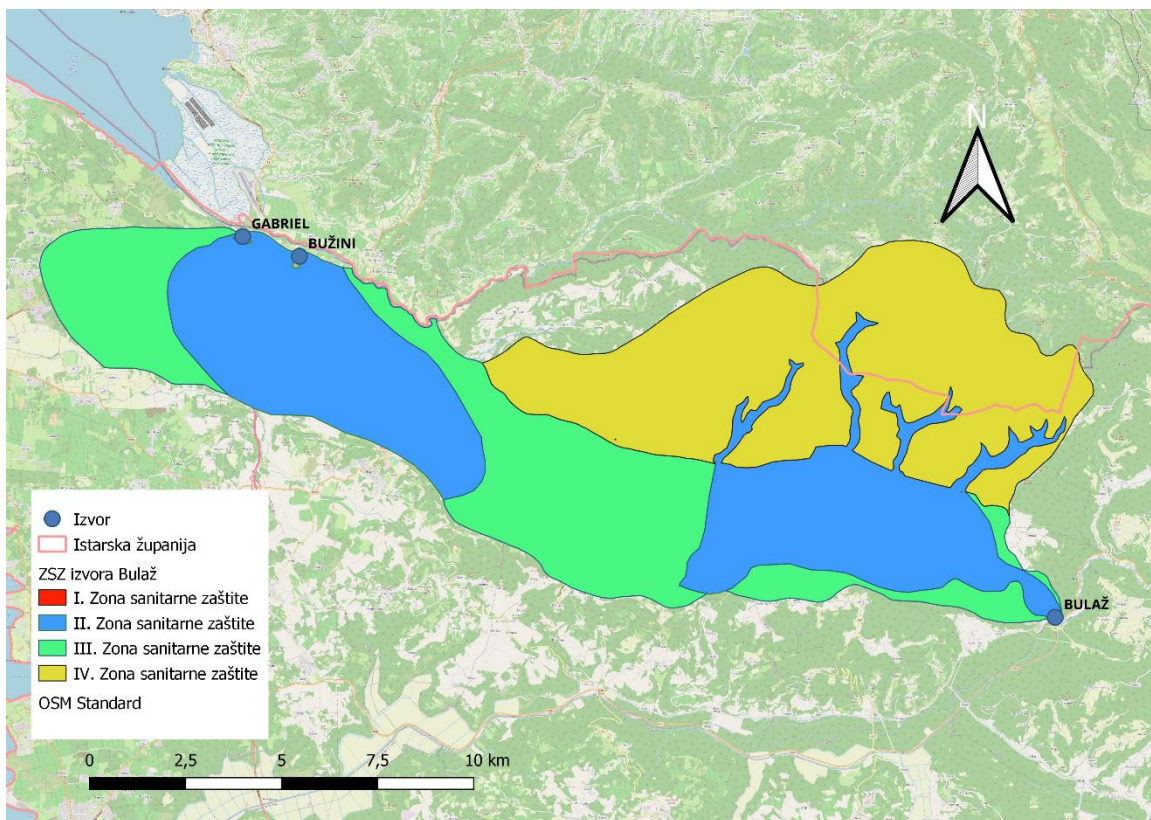 N
GABRIEL
BUŽINI
BULAŽ
Izvor
Istarska županija
ZSZ izvora Bulaž
I. Zona sanitarne zaštite
II. Zona sanitarne zaštite
III. Zona sanitarne zaštite
IV. Zona sanitarne zaštite
OSM Standard
0 2,5 5 7,5 10 km